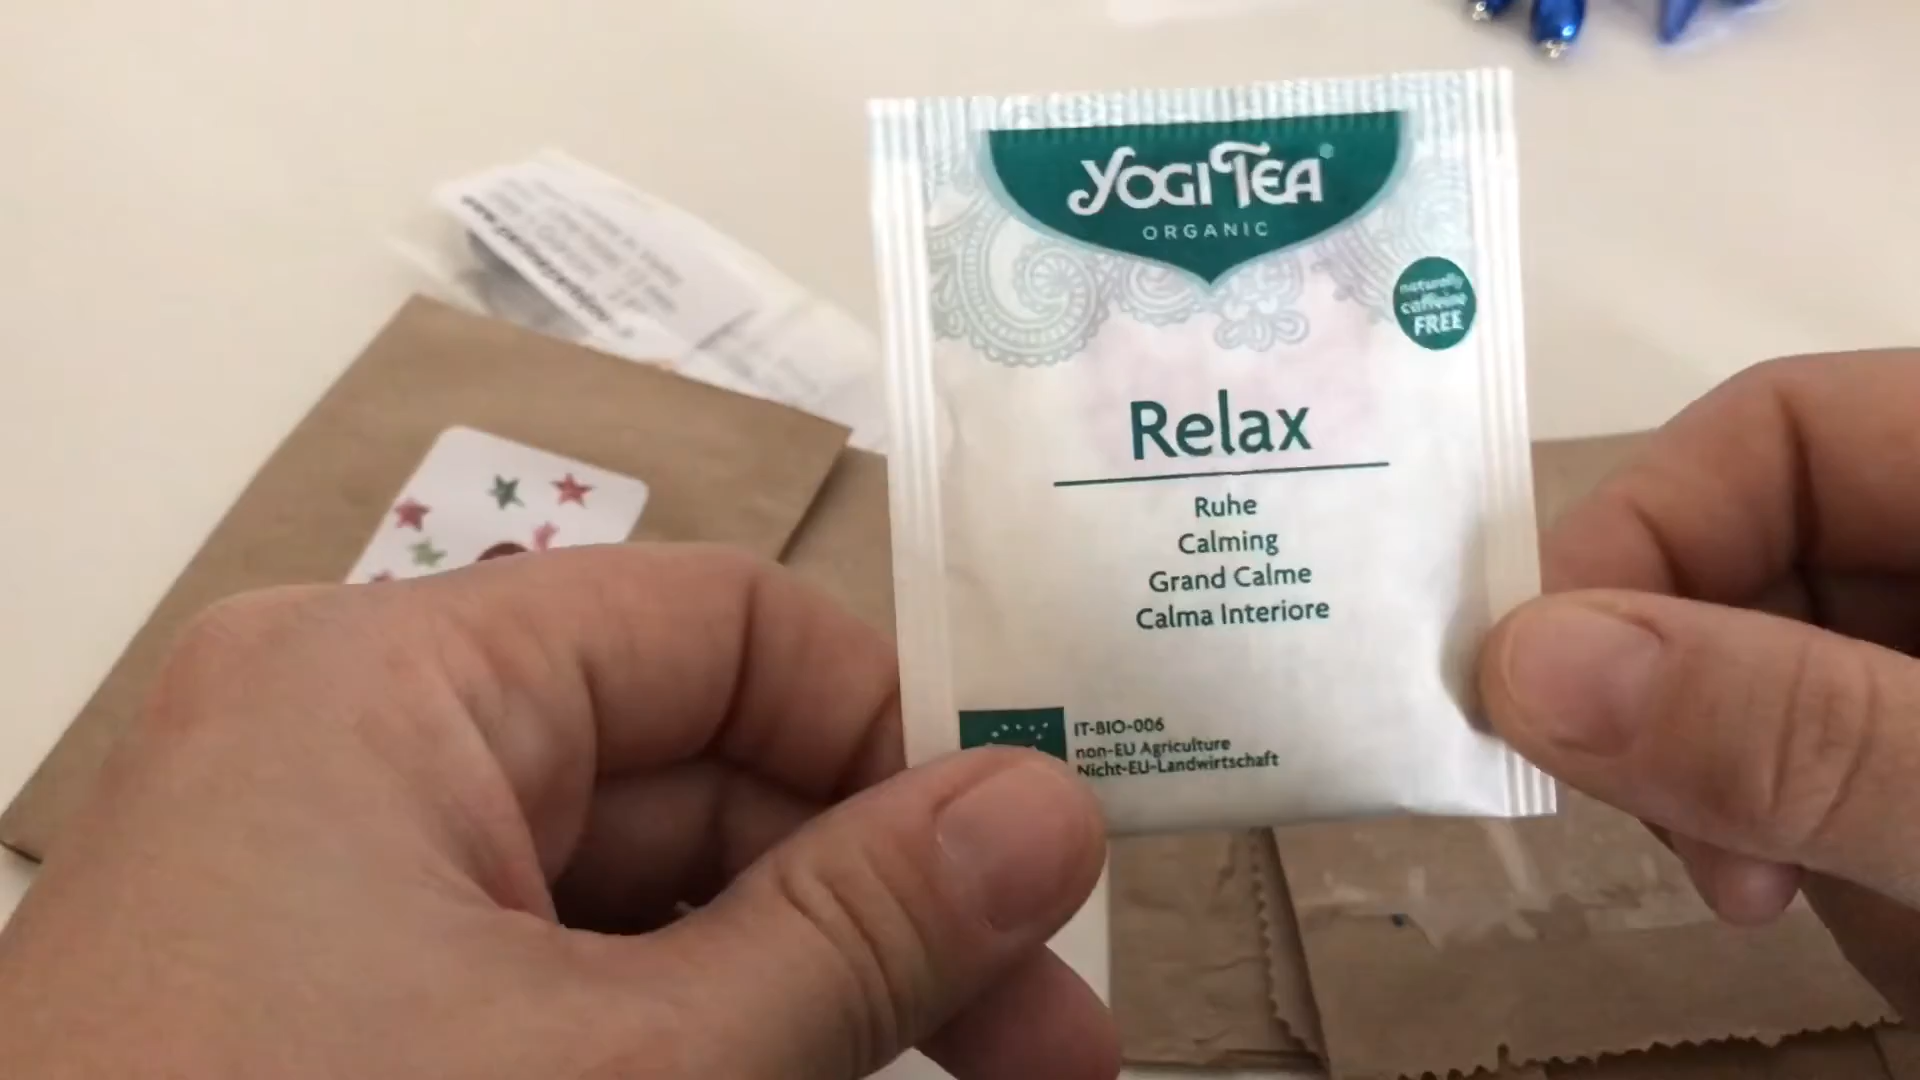 YOGI TEA®
ORGANIC
naturally
caffeine
FREE
Relax
Ruhe
Calming
Grand Calme
Calma Interiore
IT-BIO-006
non-EU Agriculture
Nicht-EU-Landwirtschaft